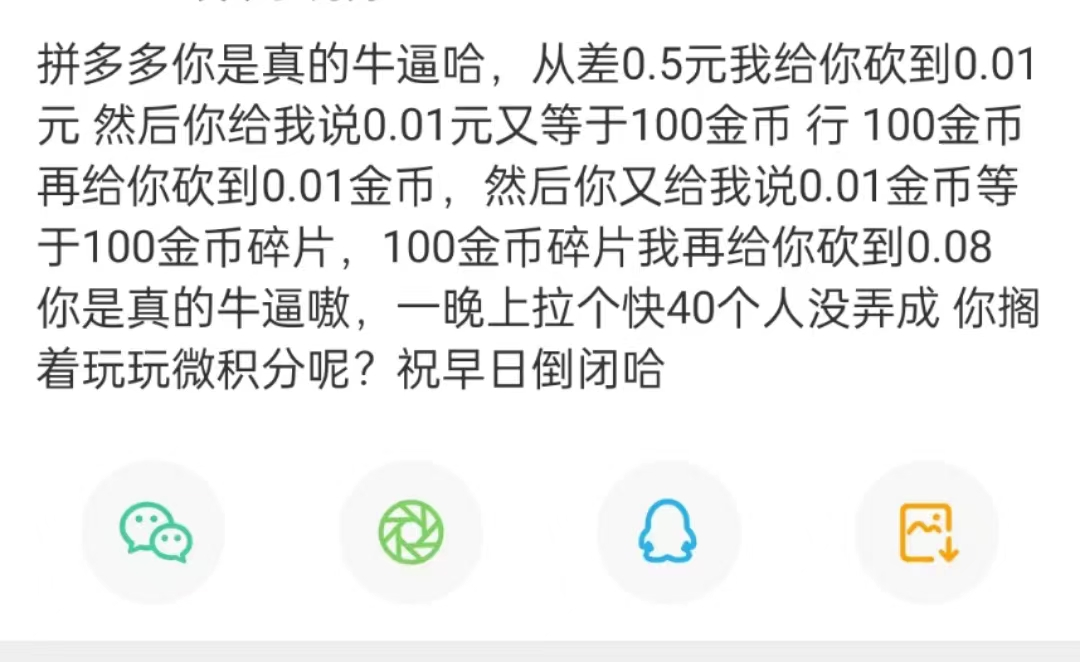 拼多多你是真的牛逼哈，从差0.5元我给你砍到0.01
元 然后你给我说0.01元又等于100金币 行 100金币
再给你砍到0.01金币，然后你又给我说0.01金币等
于100金币碎片，100金币碎片我再给你砍到0.08
你是真的牛逼嗷，一晚上拉个快40个人没弄成 你搁
着玩玩微积分呢？祝早日倒闭哈